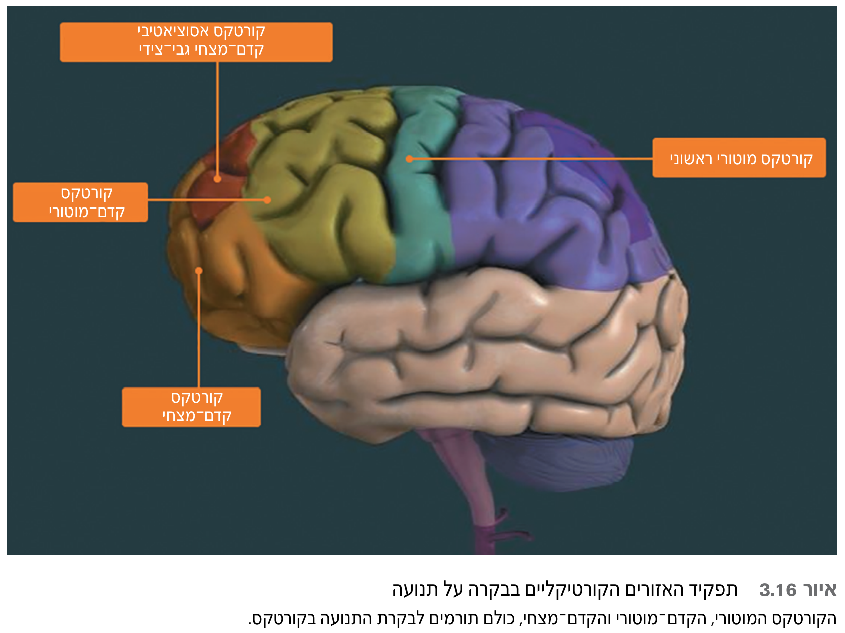 קורטקס אסוציאטיבי
קדם־מצחי גבי־צידי
קורטקס מוטורי ראשוני
קורטקס
קדם־מוטורי
קורטקס
קדם־מצחי
איור 3.16 תפקיד האזורים הקורטיקליים בבקרה על תנועה
הקורטקס המוטורי, הקדם־מוטורי והקדם־מצחי, כולם תורמים לבקרת התנועה בקורטקס.